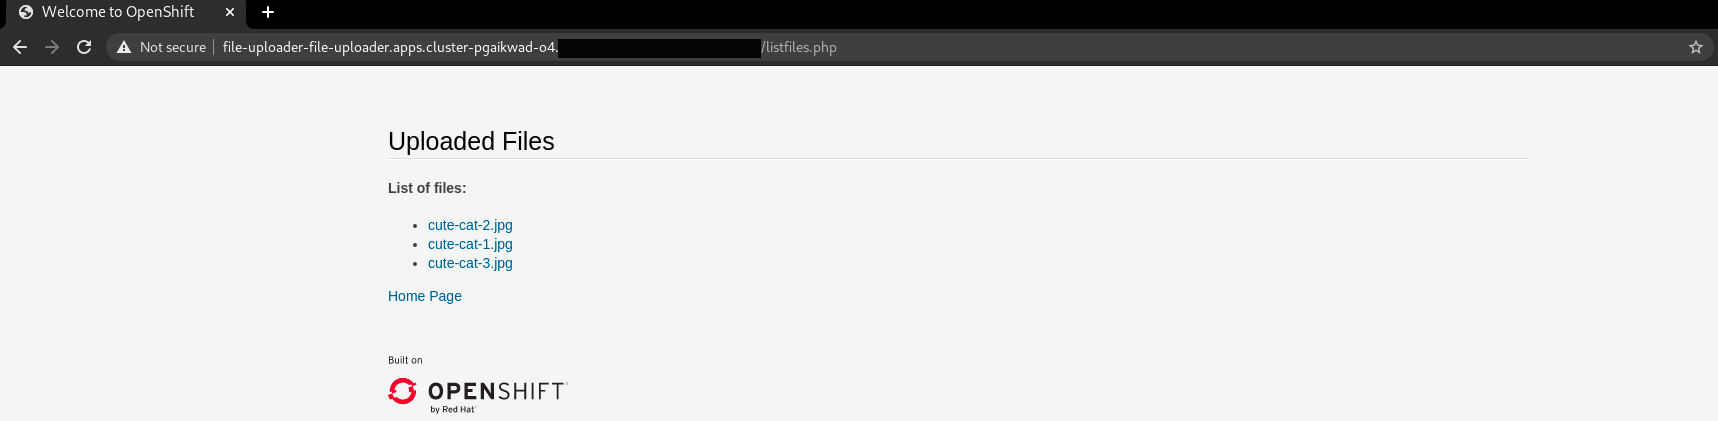 Welcome to OpenShift
Not secure file-uploader-file-uploader.apps.cluster-pgaikwad-o4. /listfiles.php
Uploaded Files
List of files:
cute-cat-2.jpg
cute-cat-1.jpg
cute-cat-3.jpg
Home Page
Built on
OPENSHIFT
by Red Hat